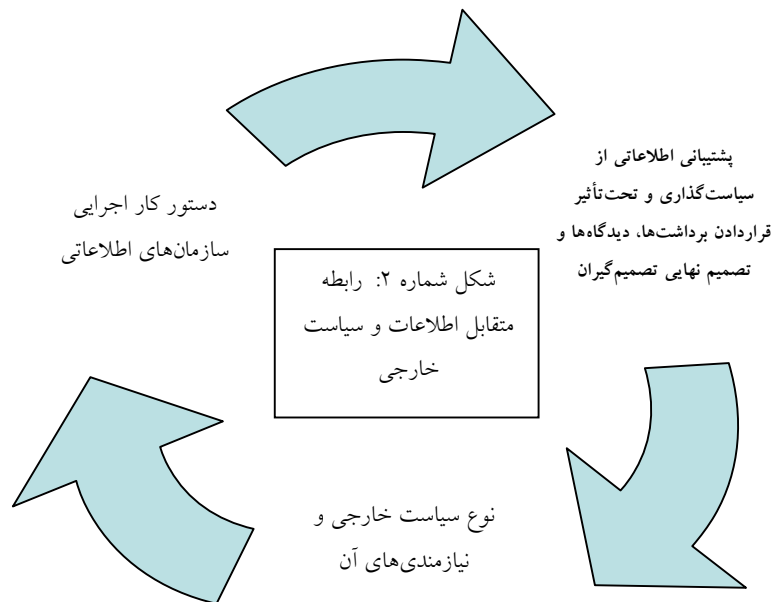 پشتیبانی اطلاعاتی از
سیاست‌گذاری و تحت‌تأثیر
قراردادن برداشت‌ها، دیدگاه‌ها و
تصمیم نهایی تصمیم‌گیران
دستور کار اجرایی
سازمان‌های اطلاعاتی
شکل شماره ۲: رابطه
متقابل اطلاعات و سیاست
خارجی
نوع سیاست خارجی و
نیازمندی‌های آن